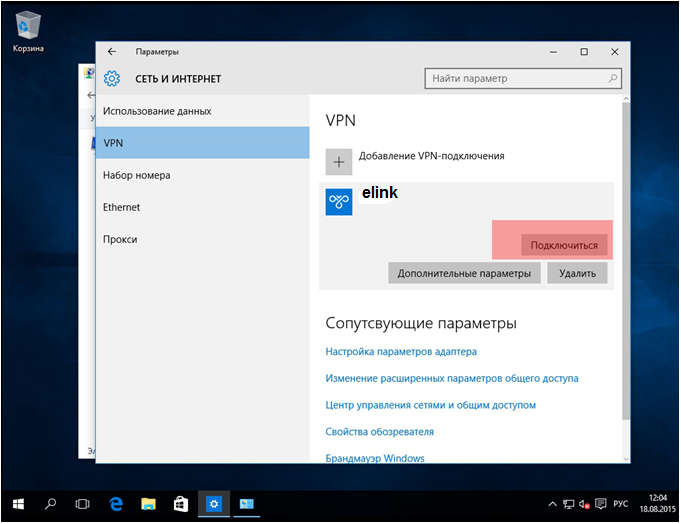 Корзина
Параметры
СЕТЬ И ИНТЕРНЕТ
Найти параметр
Использование данных
VPN
Набор номера
Ethernet
Прокси
VPN
Добавление VPN-подключения
elink
Подключиться
Дополнительные параметры
Удалить
Сопутсвующие параметры
Настройка параметров адаптера
Изменение расширенных параметров общего доступа
Центр управления сетями и общим доступом
Свойства обозревателя
Брандмауэр Windows
РУС
12:04
18.08.2015